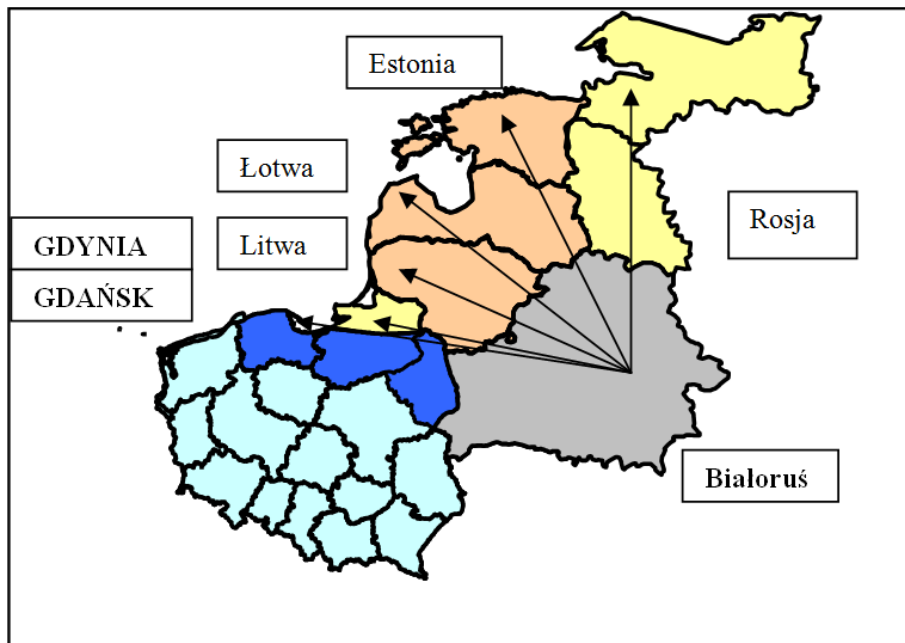 Estonia
Łotwa
GDYNIA
Litwa
Rosja
GDAŃSK
Białoruś